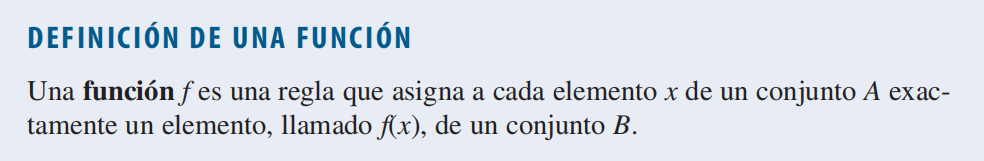 DEFINICIÓN DE UNA FUNCIÓN
Una función f es una regla que asigna a cada elemento x de un conjunto A exac-
tamente un elemento, llamado f(x), de un conjunto B.